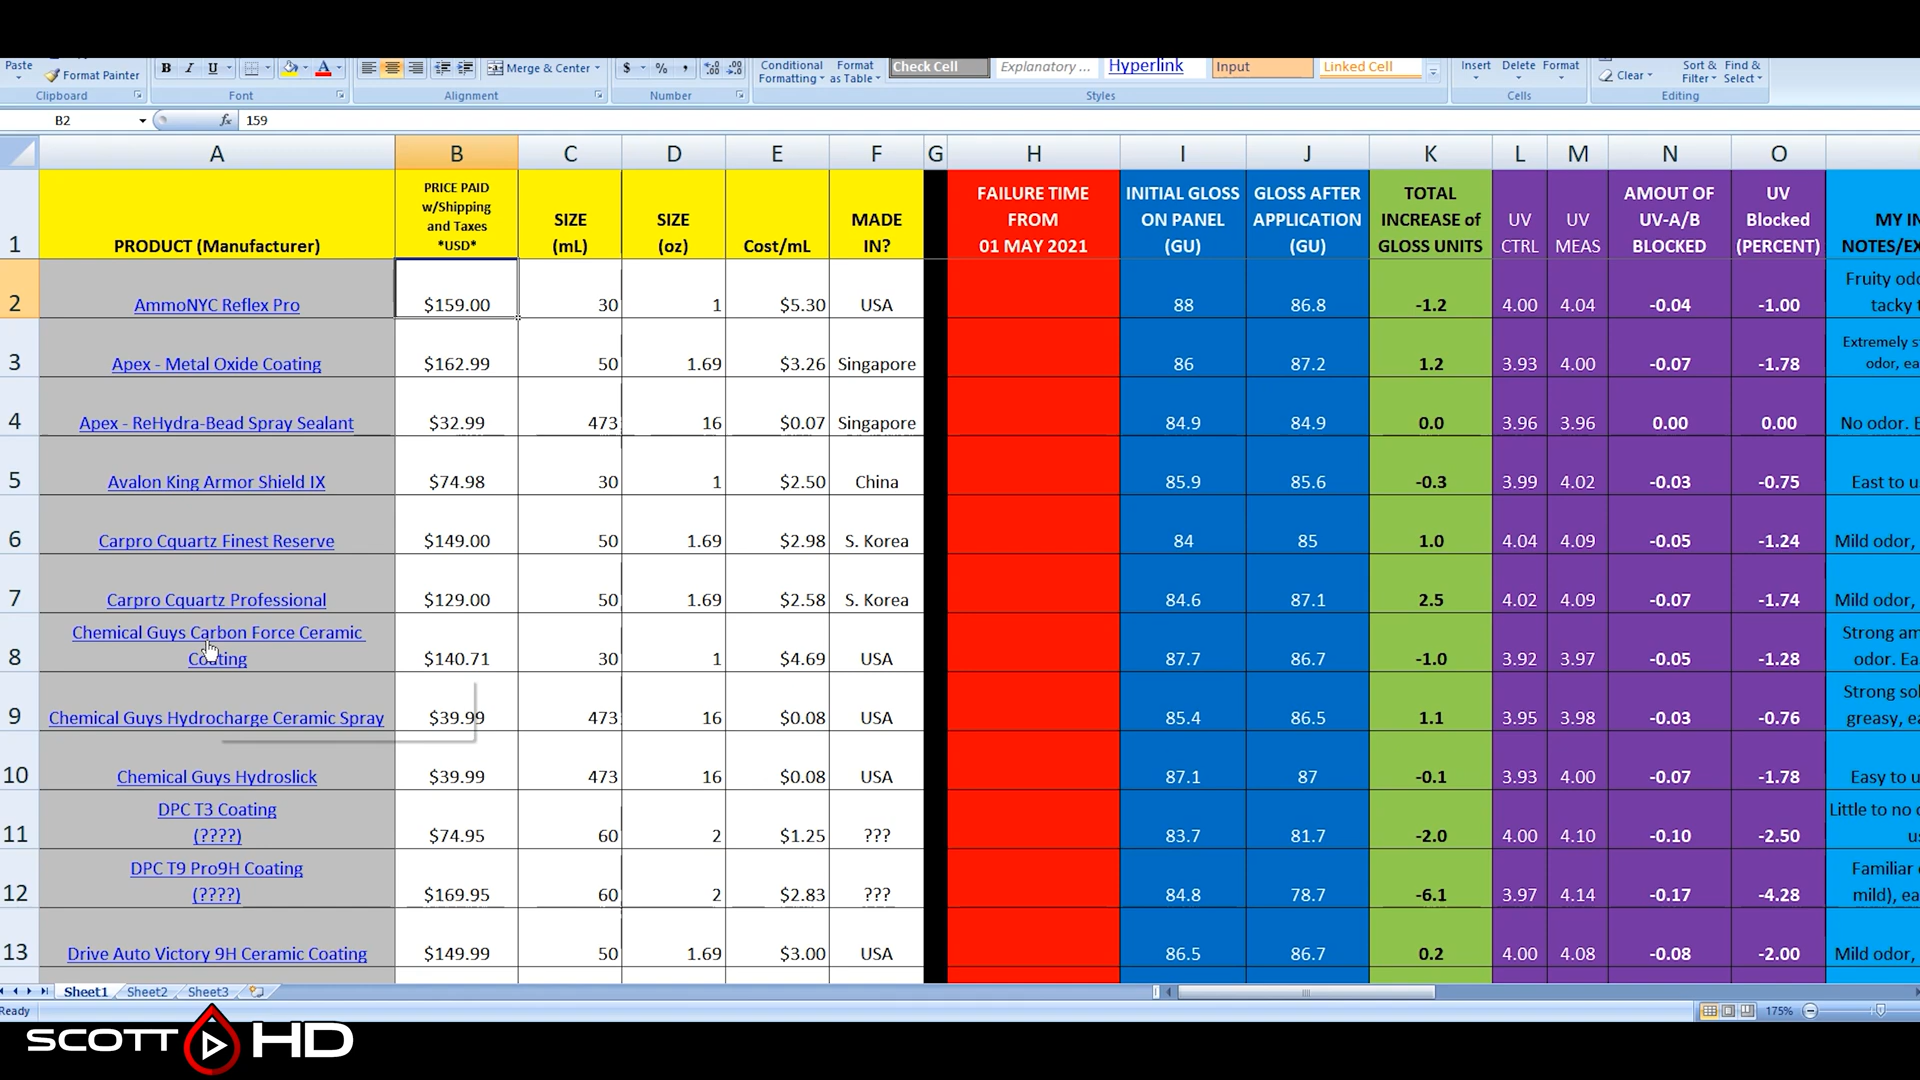 Paste Format Painter B I U A Merge & Center $ % , Conditional Formatting Format as Table Check Cell Explanatory ... Hyperlink Input Linked Cell Insert Delete Format Clear Sort & Filter Find & Select
Clipboard Font Alignment Number Styles Cells Editing
B2 fx 159
A B C D E F G H I J K L M N O
1 PRODUCT (Manufacturer) PRICE PAID w/Shipping and Taxes *USD* SIZE (mL) SIZE (oz) Cost/mL MADE IN? FAILURE TIME FROM 01 MAY 2021 INITIAL GLOSS ON PANEL (GU) GLOSS AFTER APPLICATION (GU) TOTAL INCREASE of GLOSS UNITS UV CTRL UV MEAS AMOUT OF UV-A/B BLOCKED UV Blocked (PERCENT) MY IN NOTES/EX
2 AmmoNYC Reflex Pro $159.00 30 1 $5.30 USA 88 86.8 -1.2 4.00 4.04 -0.04 -1.00 Fruity odo tacky t
3 Apex - Metal Oxide Coating $162.99 50 1.69 $3.26 Singapore 86 87.2 1.2 3.93 4.00 -0.07 -1.78 Extremely st odor, ea
4 Apex - ReHydra-Bead Spray Sealant $32.99 473 16 $0.07 Singapore 84.9 84.9 0.0 3.96 3.96 0.00 0.00 No odor. E
5 Avalon King Armor Shield IX $74.98 30 1 $2.50 China 85.9 85.6 -0.3 3.99 4.02 -0.03 -0.75 East to u
6 Carpro Cquartz Finest Reserve $149.00 50 1.69 $2.98 S. Korea 84 85 1.0 4.04 4.09 -0.05 -1.24 Mild odor,
7 Carpro Cquartz Professional $129.00 50 1.69 $2.58 S. Korea 84.6 87.1 2.5 4.02 4.09 -0.07 -1.74 Mild odor,
8 Chemical Guys Carbon Force Ceramic Coating $140.71 30 1 $4.69 USA 87.7 86.7 -1.0 3.92 3.97 -0.05 -1.28 Strong am odor. Ea
9 Chemical Guys Hydrocharge Ceramic Spray $39.99 473 16 $0.08 USA 85.4 86.5 1.1 3.95 3.98 -0.03 -0.76 Strong sol greasy, ea
10 Chemical Guys Hydroslick $39.99 473 16 $0.08 USA 87.1 87 -0.1 3.93 4.00 -0.07 -1.78 Easy to u
11 DPC T3 Coating (????) $74.95 60 2 $1.25 ??? 83.7 81.7 -2.0 4.00 4.10 -0.10 -2.50 Little to no o us
12 DPC T9 Pro9H Coating (????) $169.95 60 2 $2.83 ??? 84.8 78.7 -6.1 3.97 4.14 -0.17 -4.28 Familiar o mild), ea
13 Drive Auto Victory 9H Ceramic Coating $149.99 50 1.69 $3.00 USA 86.5 86.7 0.2 4.00 4.08 -0.08 -2.00 Mild odor,
Sheet1 Sheet2 Sheet3
Ready 175%
SCOTT HD